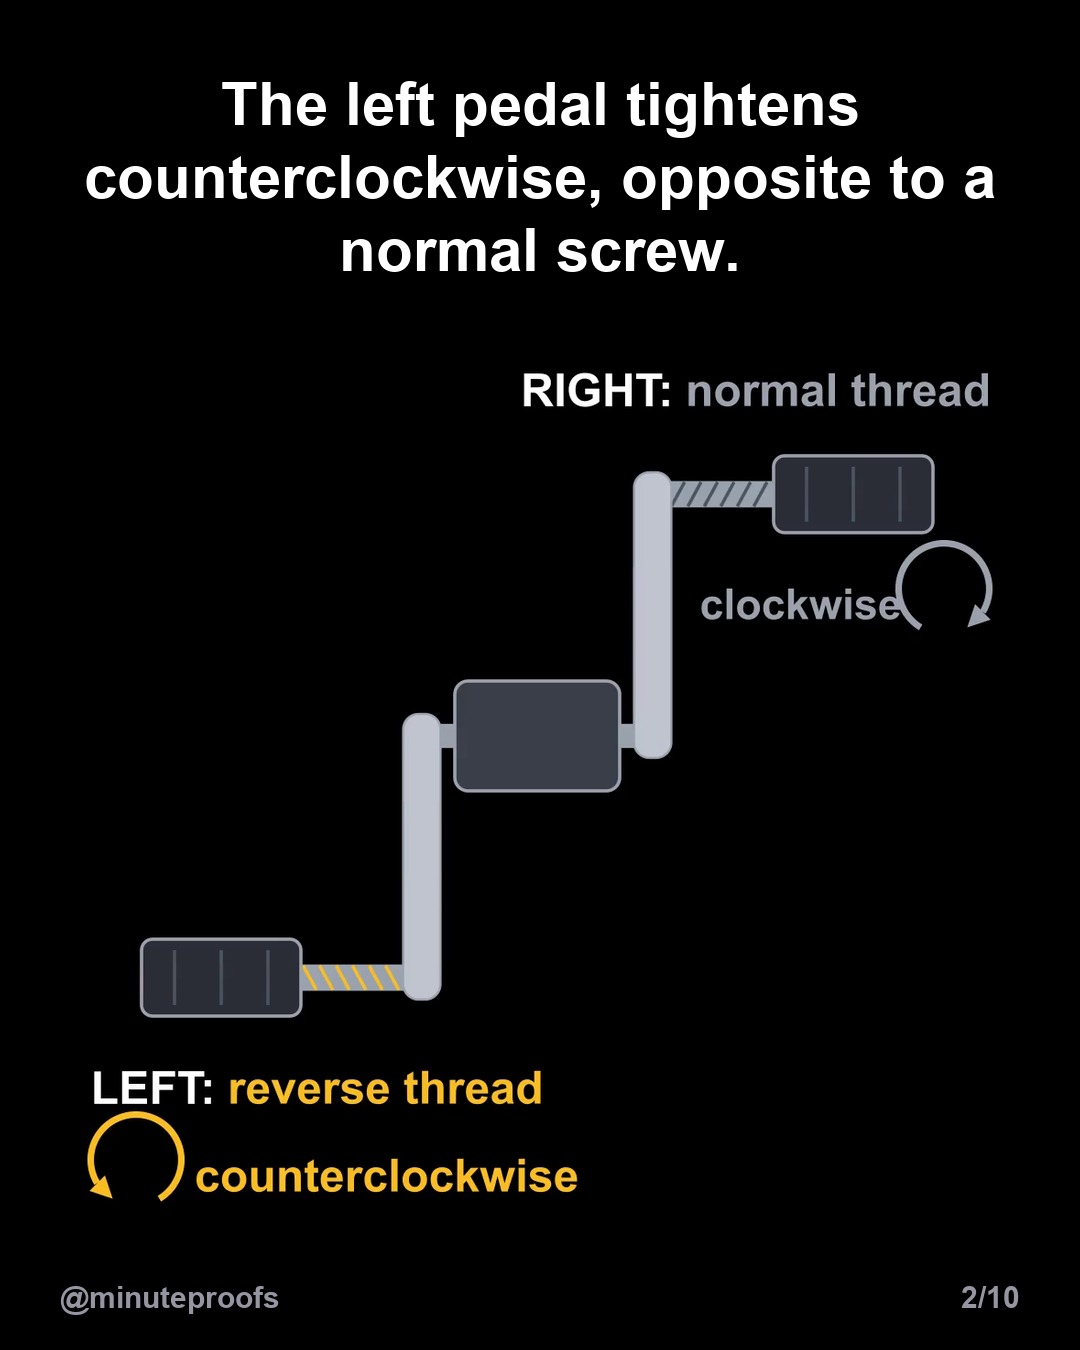 The left pedal tightens
counterclockwise, opposite to a
normal screw.
RIGHT: normal thread
clockwise
LEFT: reverse thread
counterclockwise
@minuteproofs
2/10